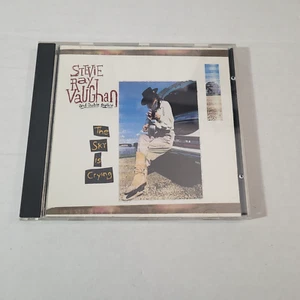 STEVIE
RAY
VAUGHAN
and Double Trouble
The
SKY
is
Crying